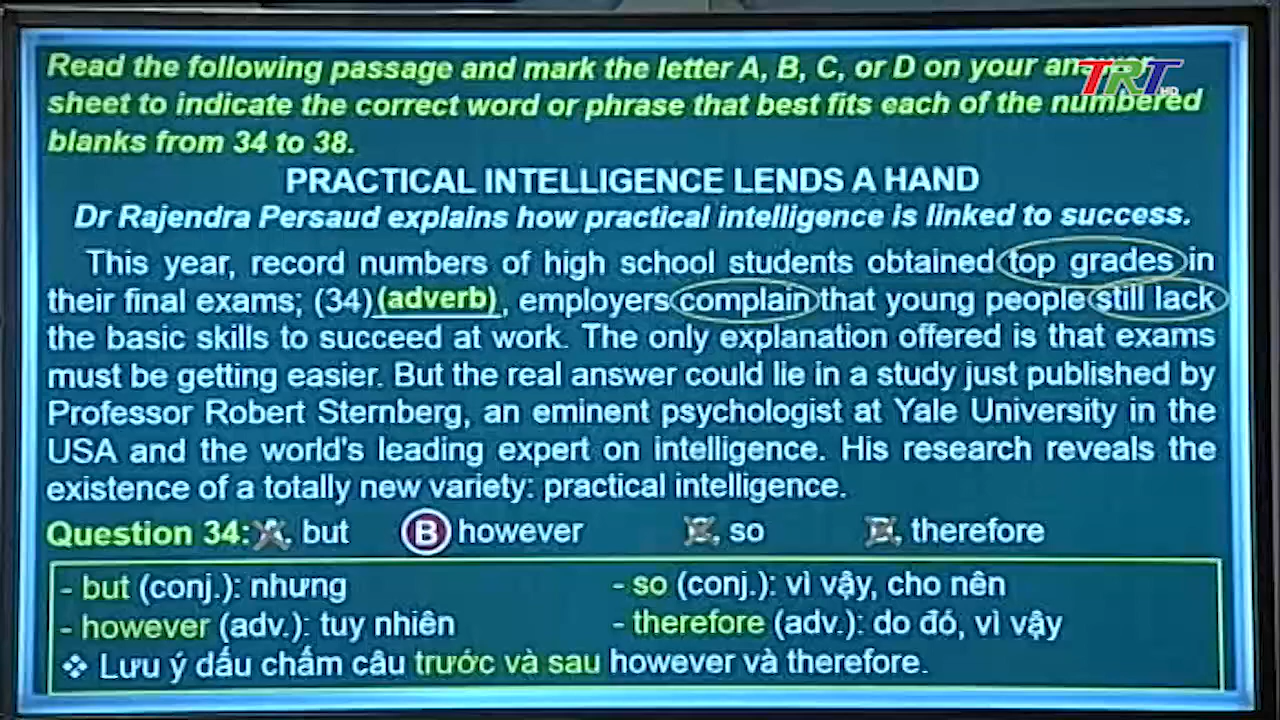 Read the following passage and mark the letter A, B, C, or D on your
TRT HD
sheet to indicate the correct word or phrase that best fits each of the numbered
blanks from 34 to 38.
PRACTICAL INTELLIGENCE LENDS A HAND
Dr Rajendra Persaud explains how practical intelligence is linked to success.
This year, record numbers of high school students obtained top grades in
their final exams; (34) (adverb), employers complain that young people still lack
the basic skills to succeed at work. The only explanation offered is that exams
must be getting easier. But the real answer could lie in a study just published by
Professor Robert Sternberg, an eminent psychologist at Yale University in the
USA and the world's leading expert on intelligence. His research reveals the
existence of a totally new variety: practical intelligence.
Question 34: A. but B however C. so D. therefore
- but (conj.): nhưng - so (conj.): vì vậy, cho nên
- however (adv.): tuy nhiên - therefore (adv.): do đó, vì vậy
❖ Lưu ý dấu chấm câu trước và sau however và therefore.